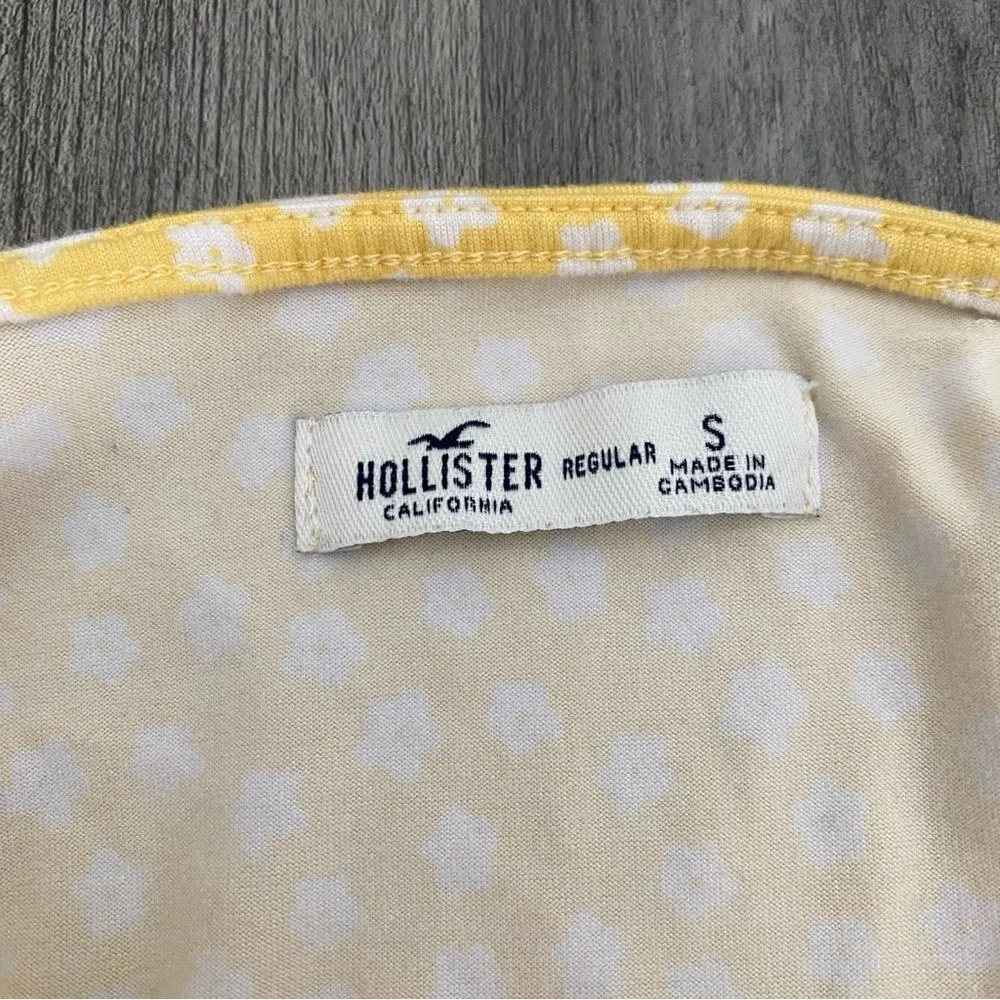 HOLLISTER
CALIFORNIA
REGULAR
S
MADE IN
CAMBODIA